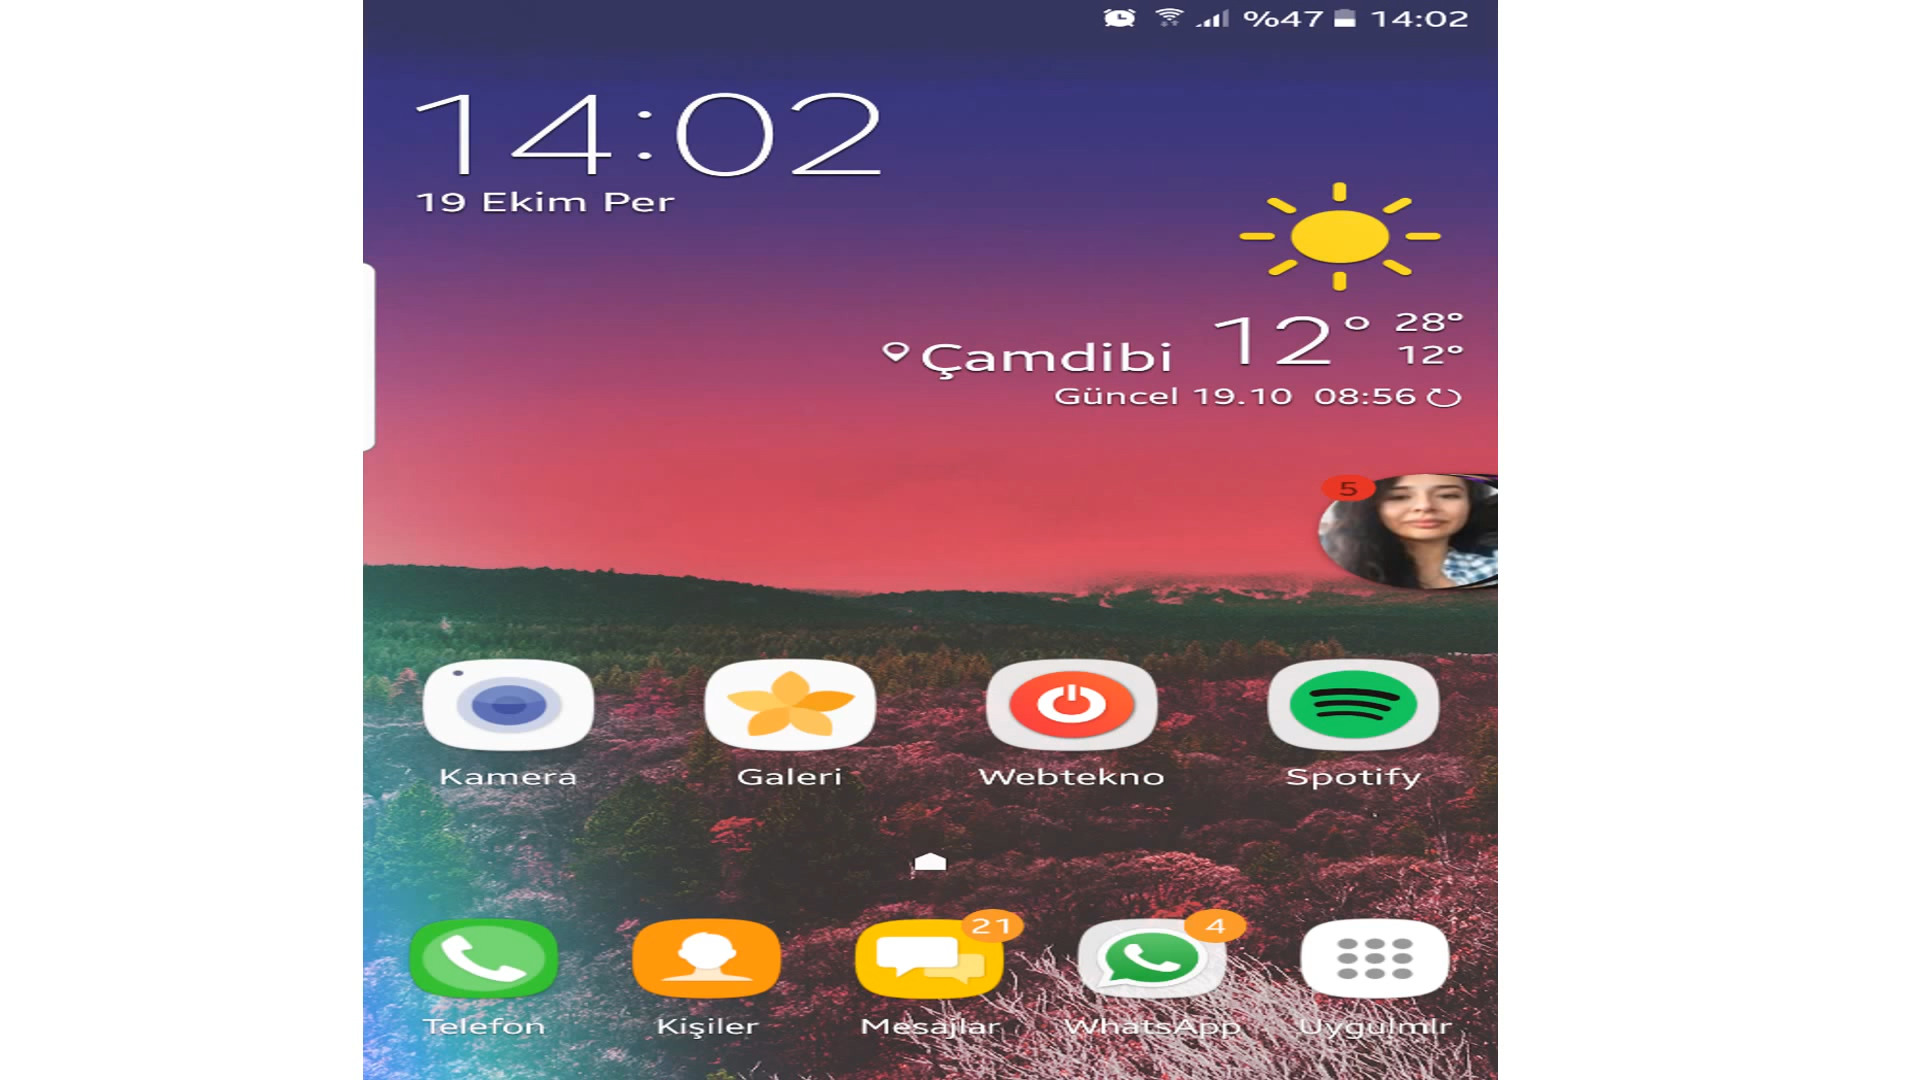 %47 14:02
14:02
19 Ekim Per
12° 28°
12°
Çamdibi
Güncel 19.10 08:56
5
Kamera Galeri Webtekno Spotify
21 4
Telefon Kişiler Mesajlar WhatsApp Uygulmlr